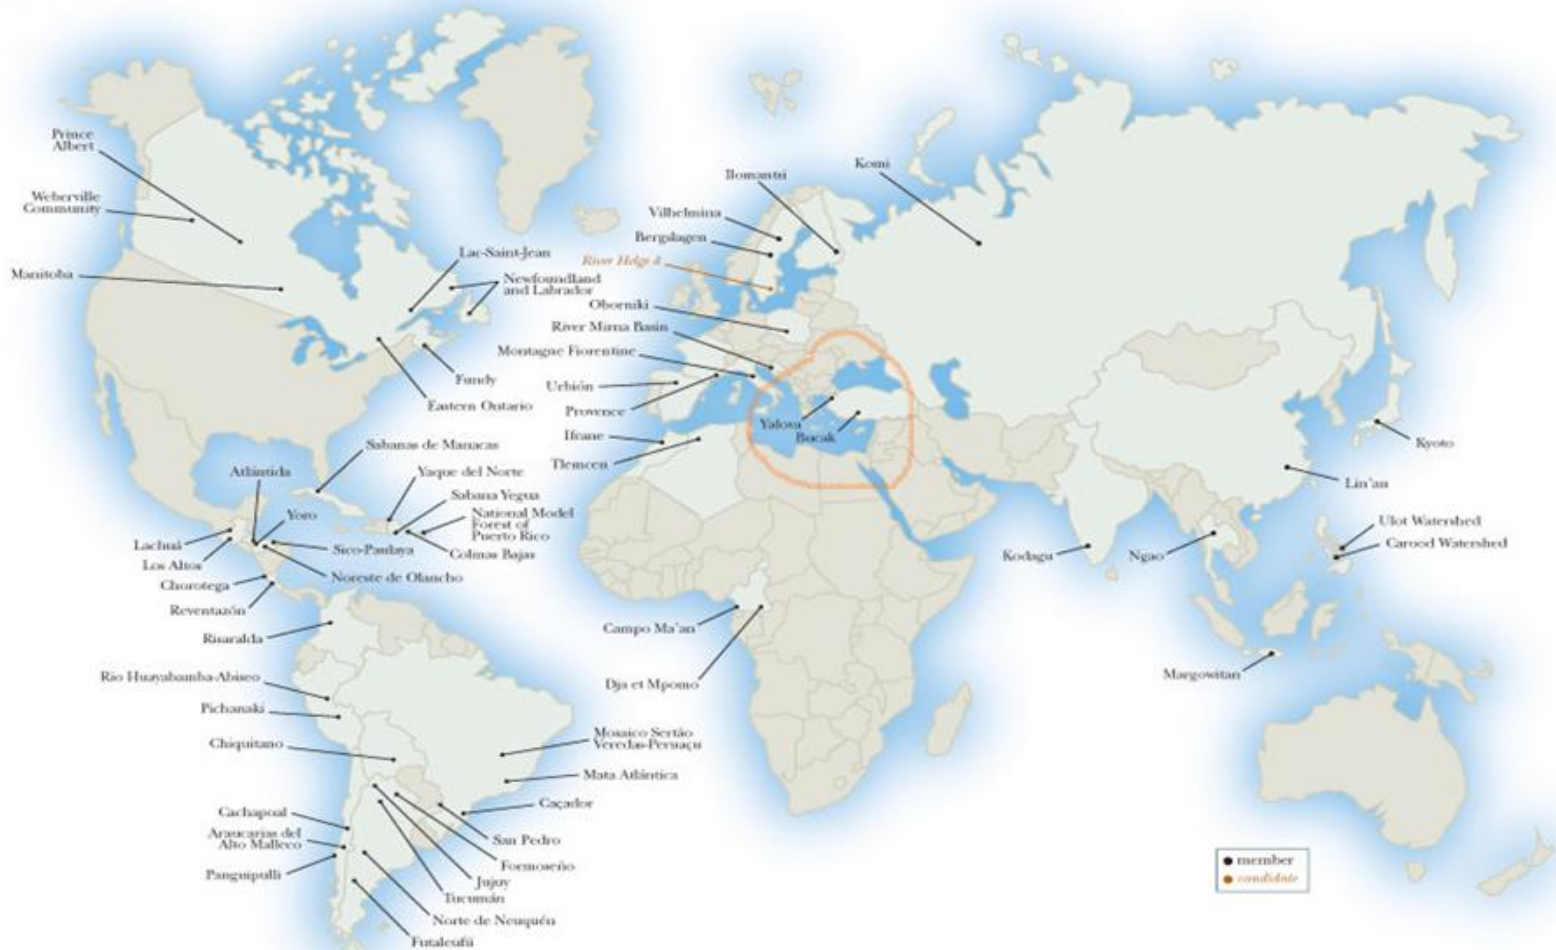 Prince
Albert
Weberville
Community
Manitoba
Lac-Saint-Jean
Newfoundland
and Labrador
Fundy
Eastern Ontario
Komi
Ilomantsi
Vilhelmina
Bergslagen
River Helge å
Oborniki
River Mirna Basin
Montagne Fiorentine
Urbión
Provence
Ifrane
Tlemcen
Yalova
Bucak
Kyoto
Lin'an
Ulot Watershed
Carood Watershed
Kodagu
Ngao
Margowitan
Sabanas de Manacas
Atlántida
Yaque del Norte
Sabana Yegua
Yoro
National Model
Forest of
Puerto Rico
Lachuá
Sico-Paulaya
Colinas Bajas
Los Altos
Noreste de Olancho
Chorotega
Reventazón
Risaralda
Campo Ma'an
Dja et Mpomo
Rio Huayabamba-Abiseo
Pichanaki
Chiquitano
Mosaico Sertão
Veredas-Peruaçu
Mata Atlántica
Caçador
Cachapoal
Araucarias del
Alto Malleco
San Pedro
Formoseño
Panguipulli
Jujuy
Tucumán
Norte de Neuquén
Futaleufú
member
candidate